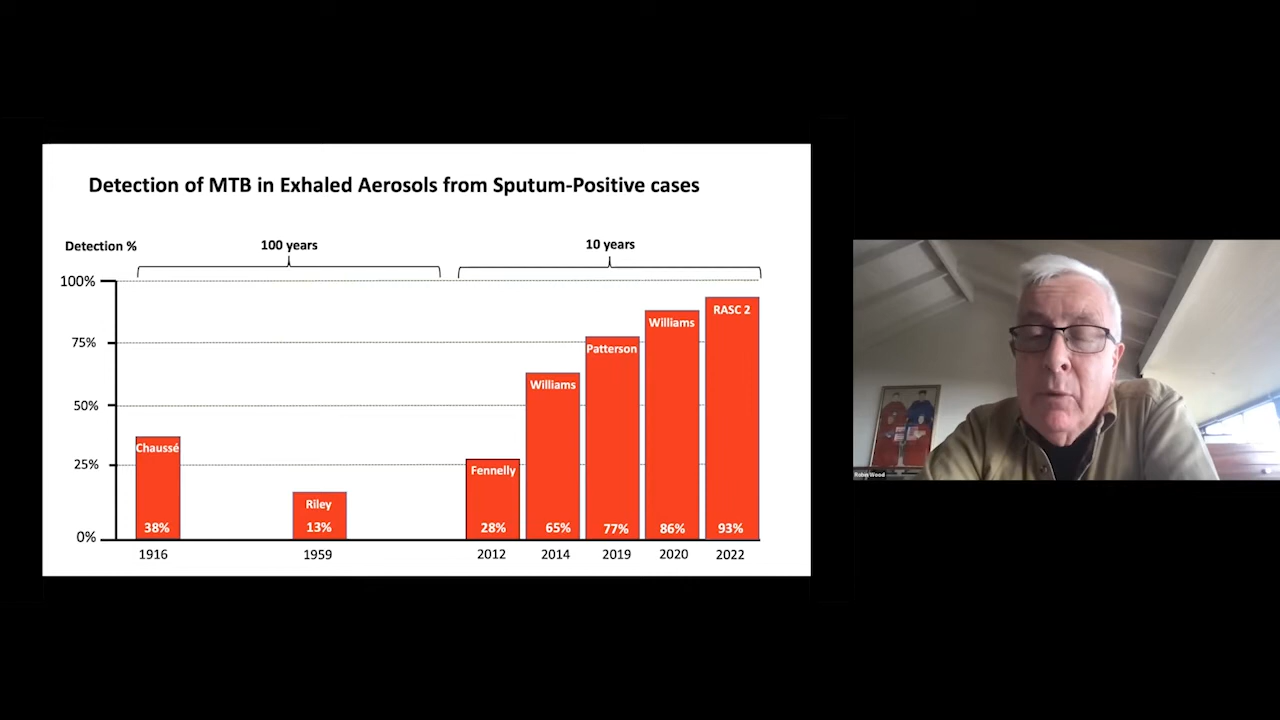 Detection of MTB in Exhaled Aerosols from Sputum-Positive cases
Detection %
100 years
10 years
100%
75%
50%
25%
0%
Chaussé
38%
Riley
13%
Fennelly
28%
Williams
65%
Patterson
77%
Williams
86%
RASC 2
93%
1916
1959
2012
2014
2019
2020
2022
Robin Wood